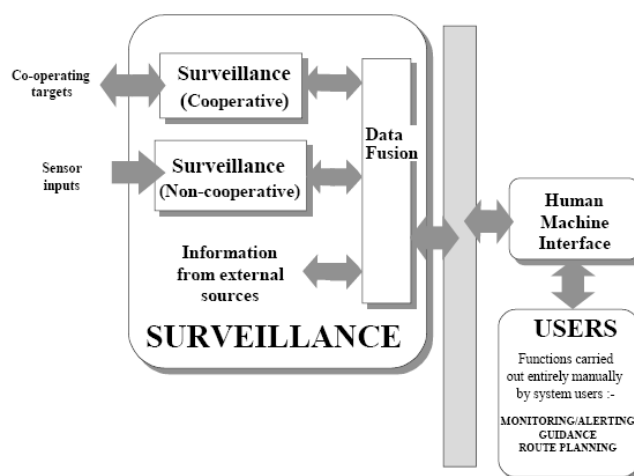 Co-operating
targets
Surveillance
(Cooperative)
Sensor
inputs
Surveillance
(Non-cooperative)
Information
from external
sources
Data
Fusion
SURVEILLANCE
Human
Machine
Interface
USERS
Functions carried
out entirely manually
by system users :-
MONITORING/ALERTING
GUIDANCE
ROUTE PLANNING